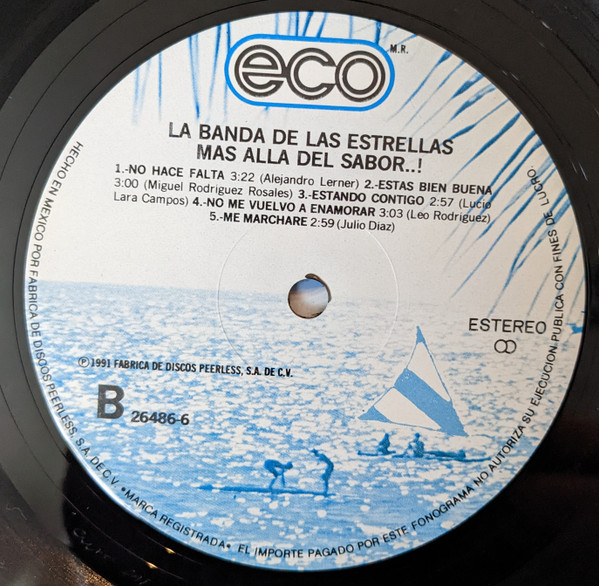 eco
M.R.
LA BANDA DE LAS ESTRELLAS
MAS ALLA DEL SABOR..!
1.-NO HACE FALTA 3:22 (Alejandro Lerner) 2.-ESTAS BIEN BUENA
3:00 (Miguel Rodriguez Rosales) 3.-ESTANDO CONTIGO 2:57 (Lucio
Lara Campos) 4.-NO ME VUELVO A ENAMORAR 3:03 (Leo Rodriguez)
5.-ME MARCHARE 2:59 (Julio Diaz)
ESTEREO
Ⓟ1991 FABRICA DE DISCOS PEERLESS, S.A. DE C.V.
B 26486-6
HECHO EN MEXICO POR FABRICA DE DISCOS PEERLESS, S.A. DE C.V. •MARCA REGISTRADA• EL IMPORTE PAGADO POR ESTE FONOGRAMA NO AUTORIZA SU EJECUCION PUBLICA CON FINES DE LUCRO.